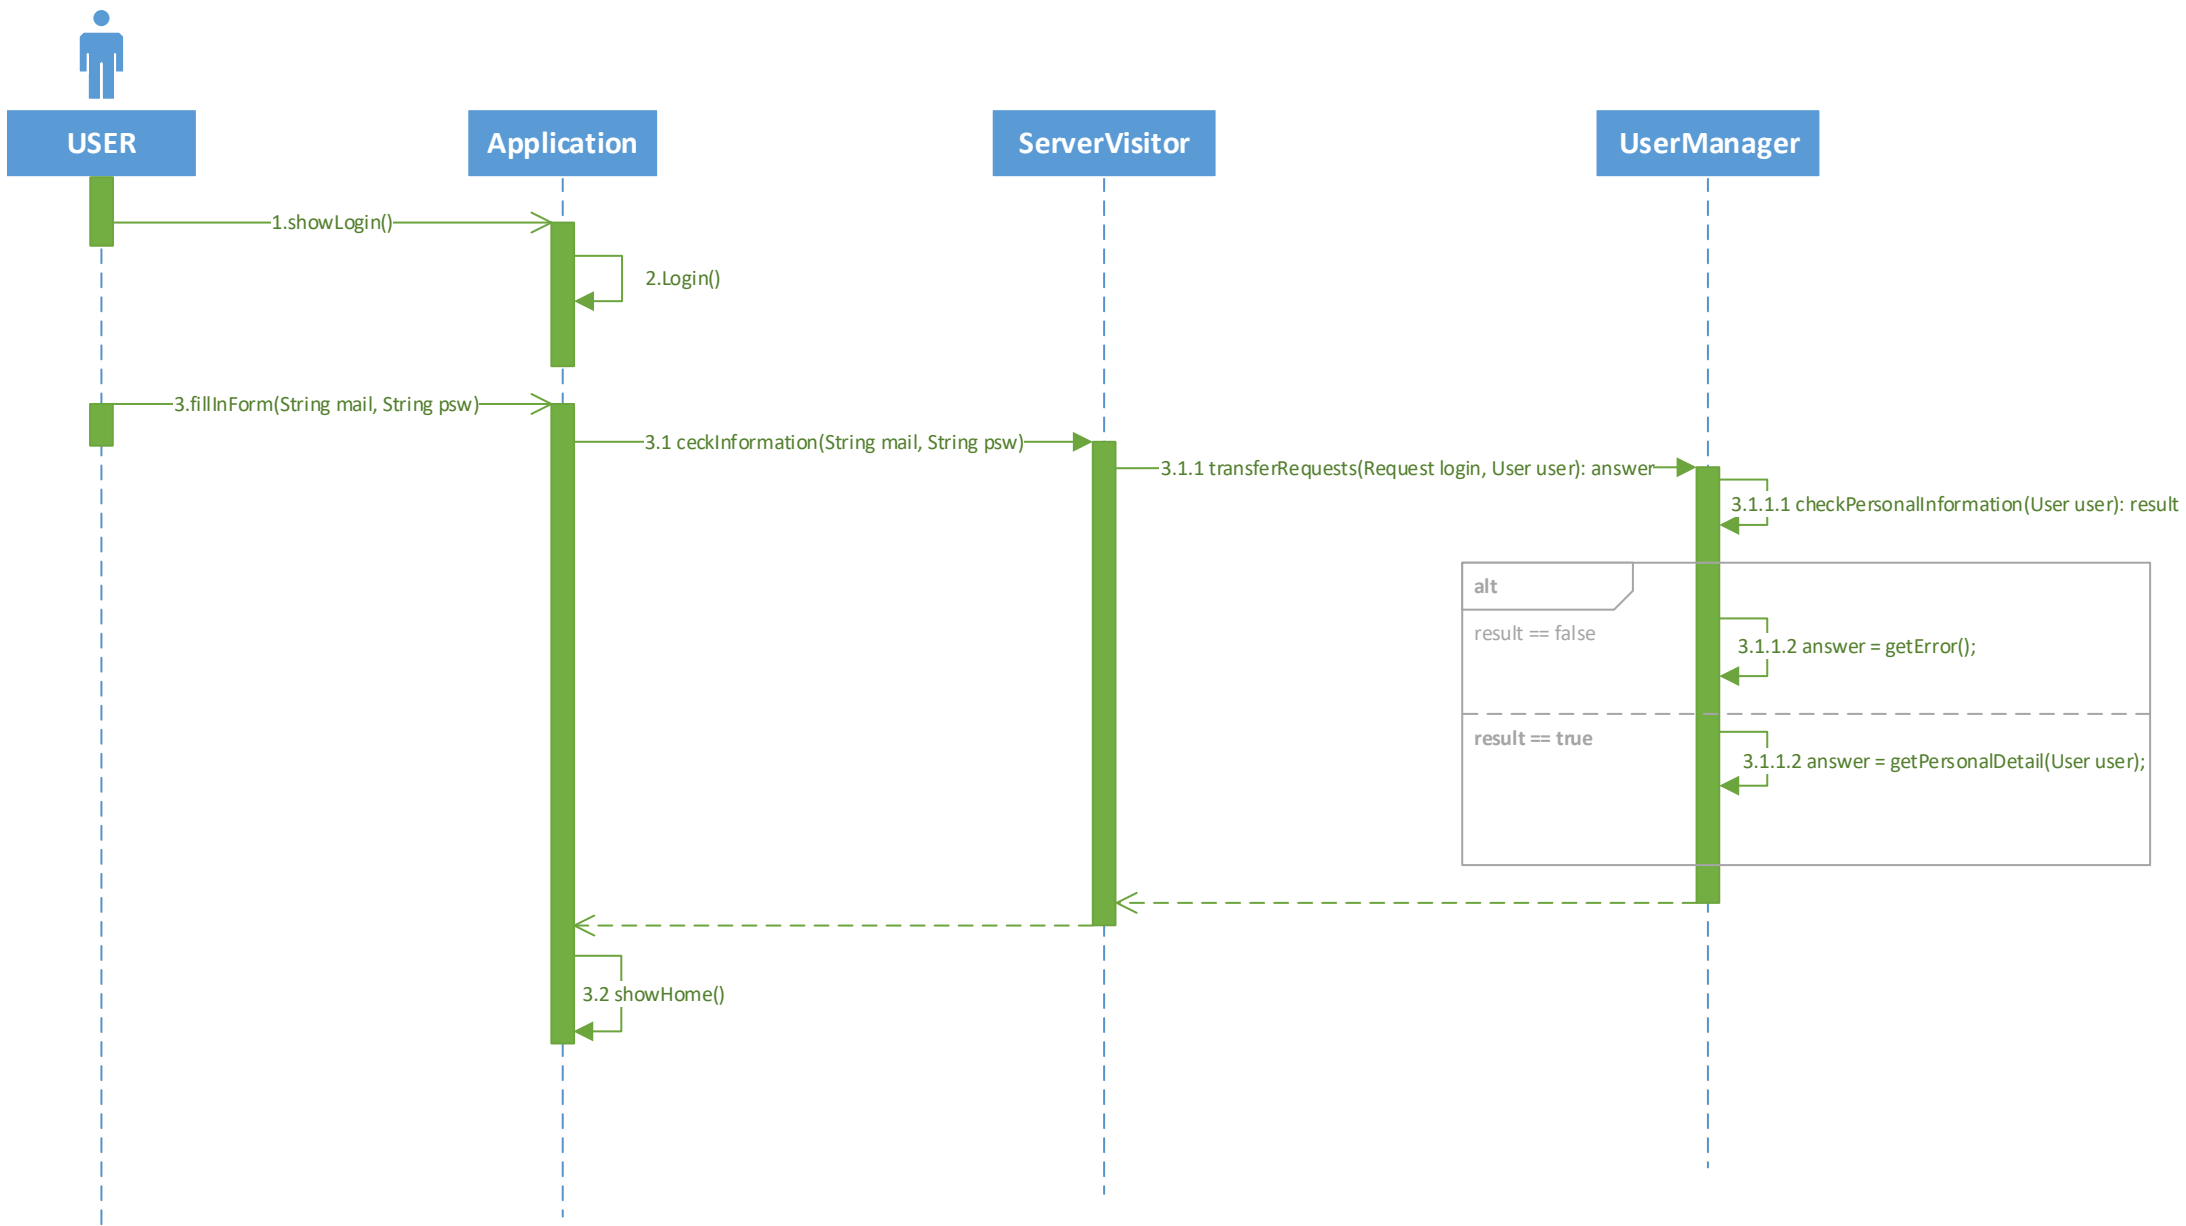 USER
Application
ServerVisitor
UserManager
1.showLogin()
2.Login()
3.fillInForm(String mail, String psw)
3.1 ceckInformation(String mail, String psw)
3.1.1 transferRequests(Request login, User user): answer
3.1.1.1 checkPersonalInformation(User user): result
alt
result == false
3.1.1.2 answer = getError();
result == true
3.1.1.2 answer = getPersonalDetail(User user);
3.2 showHome()